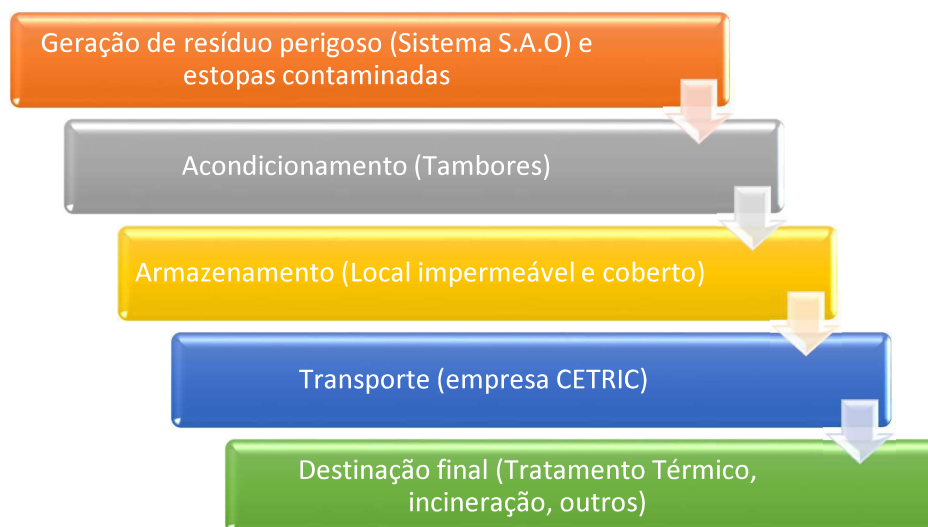 Geração de resíduo perigoso (Sistema S.A.O) e
estopas contaminadas
Acondicionamento (Tambores)
Armazenamento (Local impermeável e coberto)
Transporte (empresa CETRIC)
Destinação final (Tratamento Térmico,
incineração, outros)